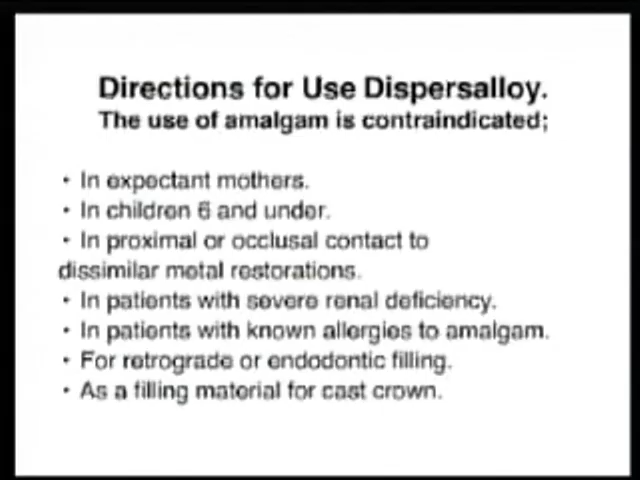 Directions for Use Dispersalloy.
The use of amalgam is contraindicated;
• In expectant mothers.
• In children 6 and under.
• In proximal or occlusal contact to
dissimilar metal restorations.
• In patients with severe renal deficiency.
• In patients with known allergies to amalgam.
• For retrograde or endodontic filling.
• As a filling material for cast crown.